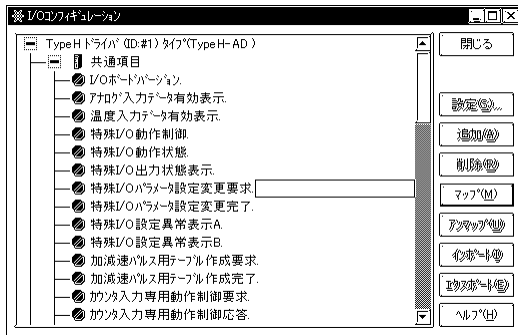 I/Oｺﾝﾌｨｷﾞｭﾚｰｼｮﾝ
TypeH ﾄﾞﾗｲﾊﾞ (ID:#1) ﾀｲﾌﾟ(TypeH-AD )
共通項目
I/Oﾎﾞｰﾄﾞﾊﾞｰｼﾞｮﾝ.
ｱﾅﾛｸﾞ入力ﾃﾞｰﾀ有効表示.
温度入力ﾃﾞｰﾀ有効表示.
特殊I/O動作制御.
特殊I/O動作状態.
特殊I/O出力状態表示.
特殊I/Oﾊﾟﾗﾒｰﾀ設定変更要求.
特殊I/Oﾊﾟﾗﾒｰﾀ設定変更完了.
特殊I/O設定異常表示A.
特殊I/O設定異常表示B.
加減速ﾊﾟﾙｽ用ﾃｰﾌﾞﾙ作成要求.
加減速ﾊﾟﾙｽ用ﾃｰﾌﾞﾙ作成完了.
ｶｳﾝﾀ入力専用動作制御要求.
ｶｳﾝﾀ入力専用動作制御応答.
閉じる
設定(S)...
追加(A)
削除(R)
ﾏｯﾌﾟ(M)
ｱﾝﾏｯﾌﾟ(U)
ｲﾝﾎﾟｰﾄ(I)
ｴｸｽﾎﾟｰﾄ(E)
ﾍﾙﾌﾟ(H)